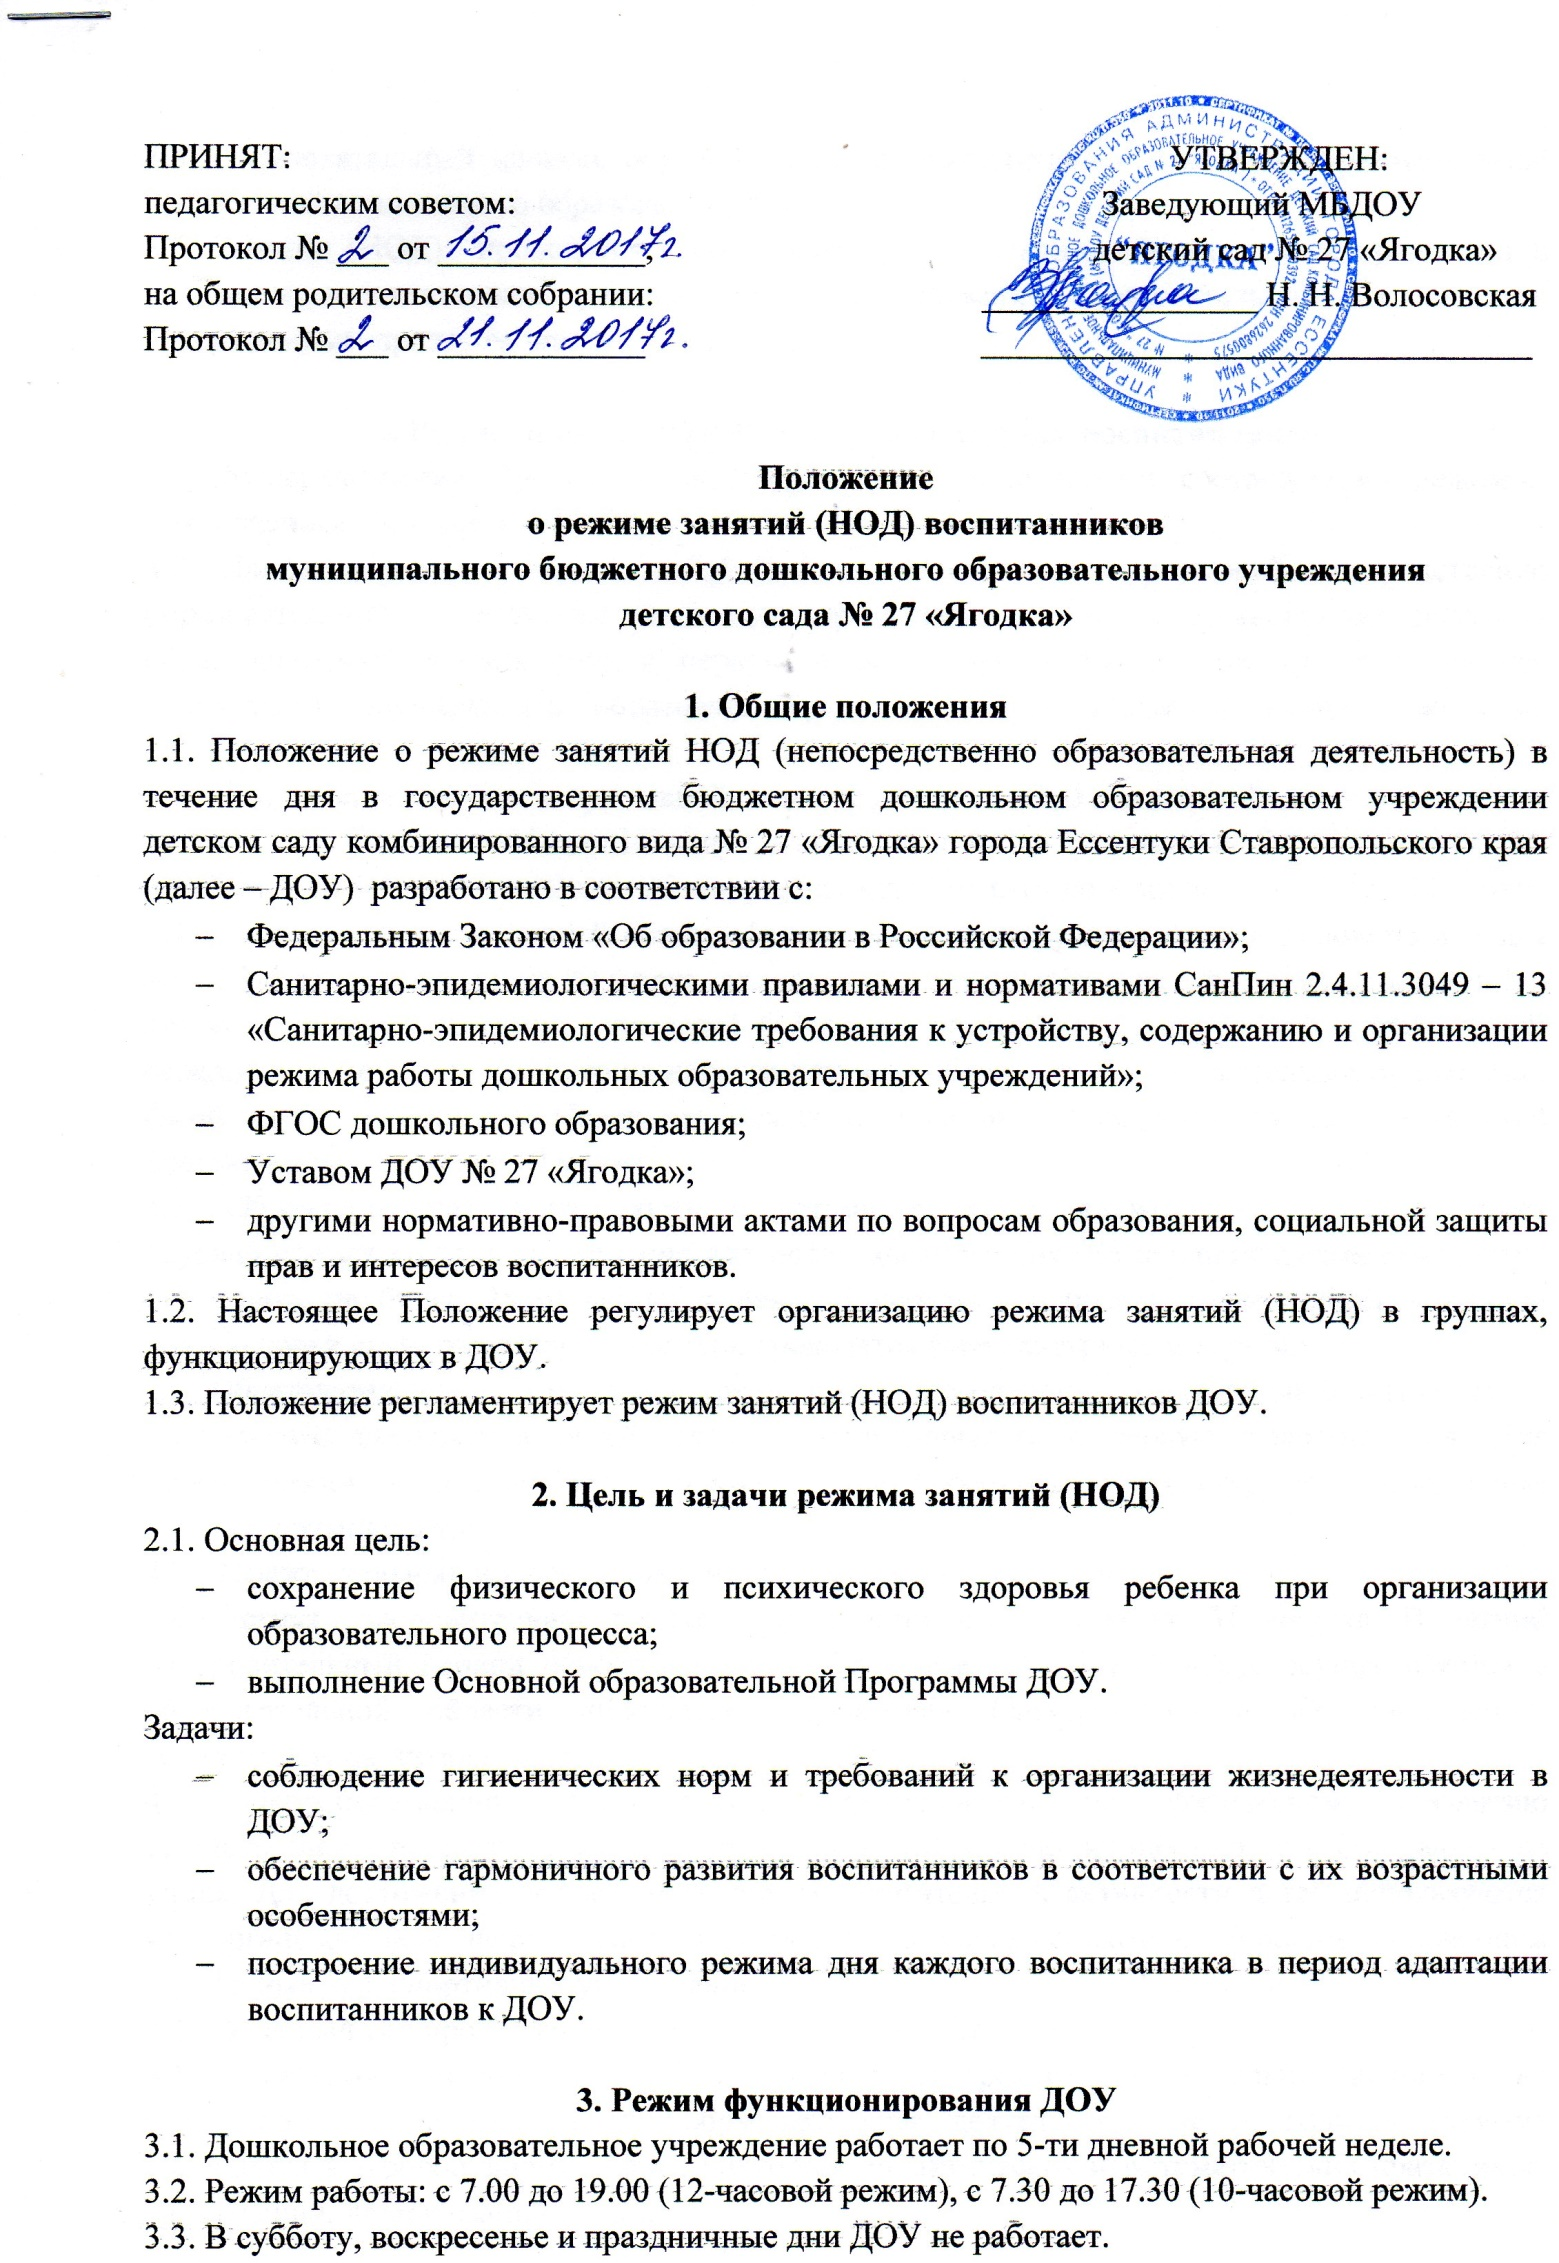 ПРИНЯТ:
педагогическим советом:
Протокол № 2 от 15.11.2017г.,
на общем родительском собрании:
Протокол № 2 от 21.11.2017г.
УТВЕРЖДЕН:
Заведующий МБДОУ
детский сад № 27 «Ягодка»
Н. Н. Волосовская
"ЯГОДКА"
Положение
о режиме занятий (НОД) воспитанников
муниципального бюджетного дошкольного образовательного учреждения
детского сада № 27 «Ягодка»
1. Общие положения
1.1. Положение о режиме занятий НОД (непосредственно образовательная деятельность) в
течение дня в государственном бюджетном дошкольном образовательном учреждении
детском саду комбинированного вида № 27 «Ягодка» города Ессентуки Ставропольского края
(далее – ДОУ) разработано в соответствии с:
– Федеральным Законом «Об образовании в Российской Федерации»;
– Санитарно-эпидемиологическими правилами и нормативами СанПин 2.4.11.3049 – 13
«Санитарно-эпидемиологические требования к устройству, содержанию и организации
режима работы дошкольных образовательных учреждений»;
– ФГОС дошкольного образования;
– Уставом ДОУ № 27 «Ягодка»;
– другими нормативно-правовыми актами по вопросам образования, социальной защиты
прав и интересов воспитанников.
1.2. Настоящее Положение регулирует организацию режима занятий (НОД) в группах,
функционирующих в ДОУ.
1.3. Положение регламентирует режим занятий (НОД) воспитанников ДОУ.
2. Цель и задачи режима занятий (НОД)
2.1. Основная цель:
– сохранение физического и психического здоровья ребенка при организации
образовательного процесса;
– выполнение Основной образовательной Программы ДОУ.
Задачи:
– соблюдение гигиенических норм и требований к организации жизнедеятельности в
ДОУ;
– обеспечение гармоничного развития воспитанников в соответствии с их возрастными
особенностями;
– построение индивидуального режима дня каждого воспитанника в период адаптации
воспитанников к ДОУ.
3. Режим функционирования ДОУ
3.1. Дошкольное образовательное учреждение работает по 5-ти дневной рабочей неделе.
3.2. Режим работы: с 7.00 до 19.00 (12-часовой режим), с 7.30 до 17.30 (10-часовой режим).
3.3. В субботу, воскресенье и праздничные дни ДОУ не работает.